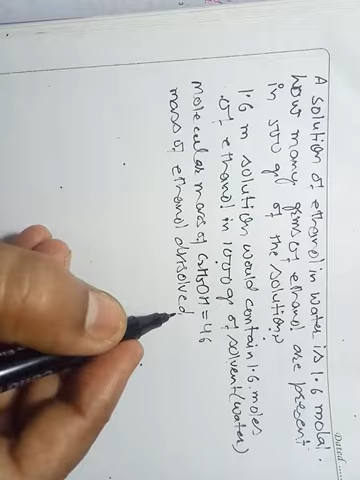 Dated ......
A solution of ethanol in water is 1.6 molal.
how many gms of ethanol are present
in 500 g of the solution?
1.6 m solution would contain 1.6 moles
of ethanol in 1000 g of solvent (water)
molecular mass of C2H5OH = 46
mass of ethanol dissolved